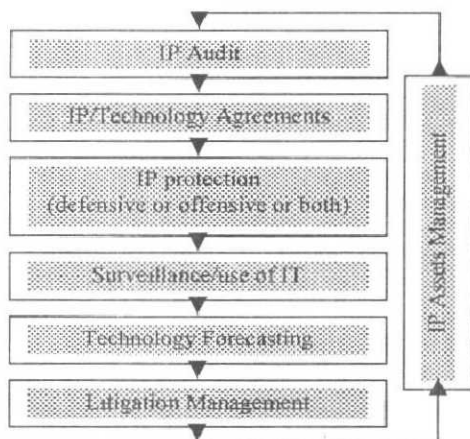 IP Audit
IP/Technology Agreements
IP protection
(defensive or offensive or both)
Surveillance/use of IT
Technology Forecasting
Litigation Management
IP Assets Management